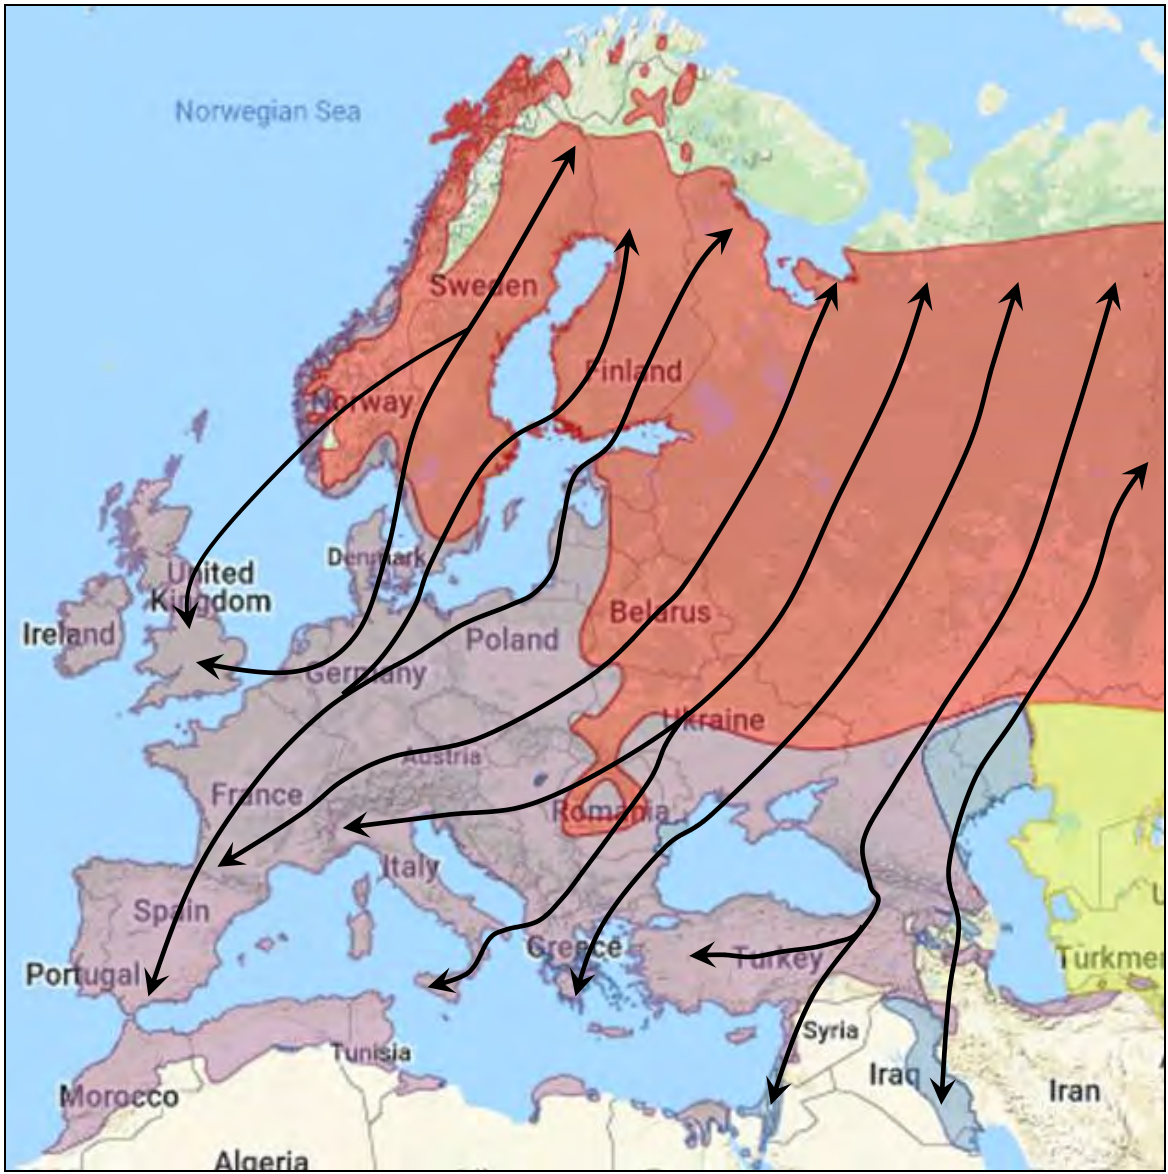 Norwegian Sea
Sweden
Finland
Norway
Denmark
United
Kingdom
Ireland
Belarus
Poland
Germany
Ukraine
Austria
France
Romania
Italy
Spain
Greece
Turkey
Portugal
Turkmen
Syria
Tunisia
Iraq
Iran
Morocco
Algeria